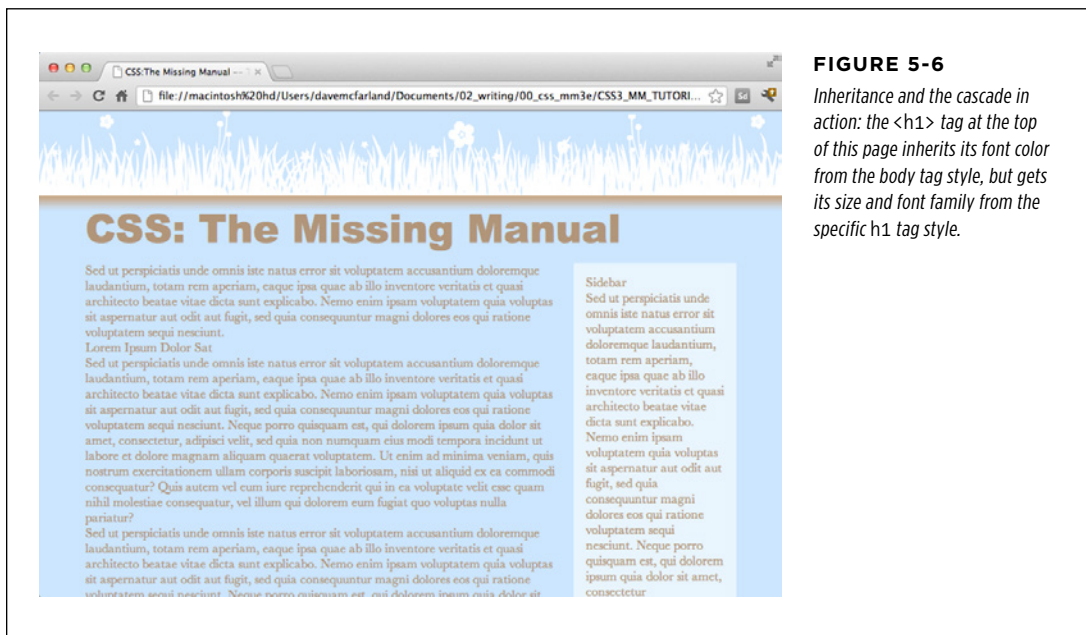 CSS:The Missing Manual — T
file://macintosh%20hd/Users/davemcfarland/Documents/02_writing/00_css_mm3e/CSS3_MM_TUTORI...
CSS: The Missing Manual
Sed ut perspiciatis unde omnis iste natus error sit voluptatem accusantium doloremque
laudantium, totam rem aperiam, eaque ipsa quae ab illo inventore veritatis et quasi
architecto beatae vitae dicta sunt explicabo. Nemo enim ipsam voluptatem quia voluptas
sit aspernatur aut odit aut fugit, sed quia consequuntur magni dolores eos qui ratione
voluptatem sequi nesciunt.
Lorem Ipsum Dolor Sat
Sed ut perspiciatis unde omnis iste natus error sit voluptatem accusantium doloremque
laudantium, totam rem aperiam, eaque ipsa quae ab illo inventore veritatis et quasi
architecto beatae vitae dicta sunt explicabo. Nemo enim ipsam voluptatem quia voluptas
sit aspernatur aut odit aut fugit, sed quia consequuntur magni dolores eos qui ratione
voluptatem sequi nesciunt. Neque porro quisquam est, qui dolorem ipsum quia dolor sit
amet, consectetur, adipisci velit, sed quia non numquam eius modi tempora incidunt ut
labore et dolore magnam aliquam quaerat voluptatem. Ut enim ad minima veniam, quis
nostrum exercitationem ullam corporis suscipit laboriosam, nisi ut aliquid ex ea commodi
consequatur? Quis autem vel eum iure reprehenderit qui in ea voluptate velit esse quam
nihil molestiae consequatur, vel illum qui dolorem eum fugiat quo voluptas nulla
pariatur?
Sed ut perspiciatis unde omnis iste natus error sit voluptatem accusantium doloremque
laudantium, totam rem aperiam, eaque ipsa quae ab illo inventore veritatis et quasi
architecto beatae vitae dicta sunt explicabo. Nemo enim ipsam voluptatem quia voluptas
sit aspernatur aut odit aut fugit, sed quia consequuntur magni dolores eos qui ratione
voluptatem sequi nesciunt. Neque porro quisquam est, qui dolorem ipsum quia dolor sit
Sidebar
Sed ut perspiciatis unde
omnis iste natus error sit
voluptatem accusantium
doloremque laudantium,
totam rem aperiam,
eaque ipsa quae ab illo
inventore veritatis et quasi
architecto beatae vitae
dicta sunt explicabo.
Nemo enim ipsam
voluptatem quia voluptas
sit aspernatur aut odit aut
fugit, sed quia
consequuntur magni
dolores eos qui ratione
voluptatem sequi
nesciunt. Neque porro
quisquam est, qui dolorem
ipsum quia dolor sit amet,
consectetur
FIGURE 5-6
Inheritance and the cascade in
action: the <h1> tag at the top
of this page inherits its font color
from the body tag style, but gets
its size and font family from the
specific h1 tag style.